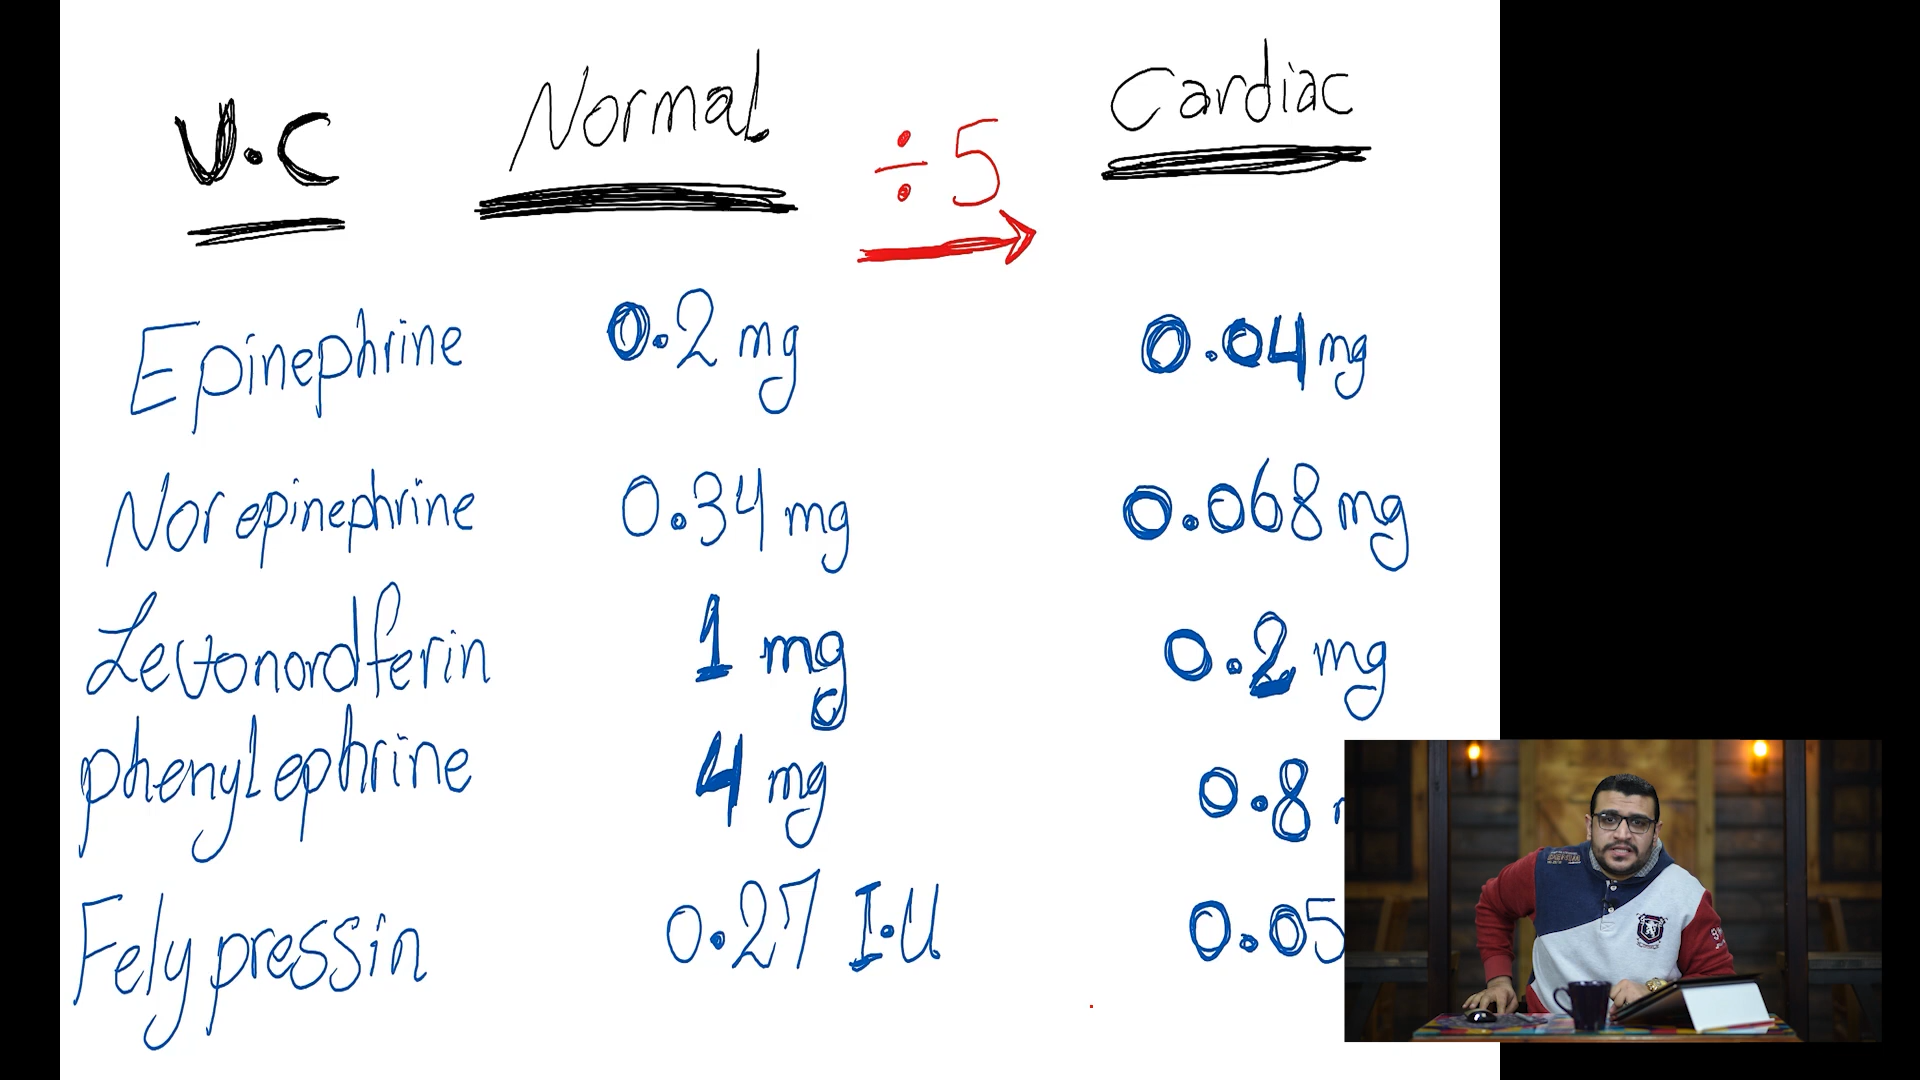 V.C Normal ÷5 Cardiac
Epinephrine 0.2 mg 0.04 mg
Norepinephrine 0.34 mg 0.068 mg
Levonordferin 1 mg 0.2 mg
phenylephrine 4 mg 0.8
Felypressin 0.27 I.U 0.05